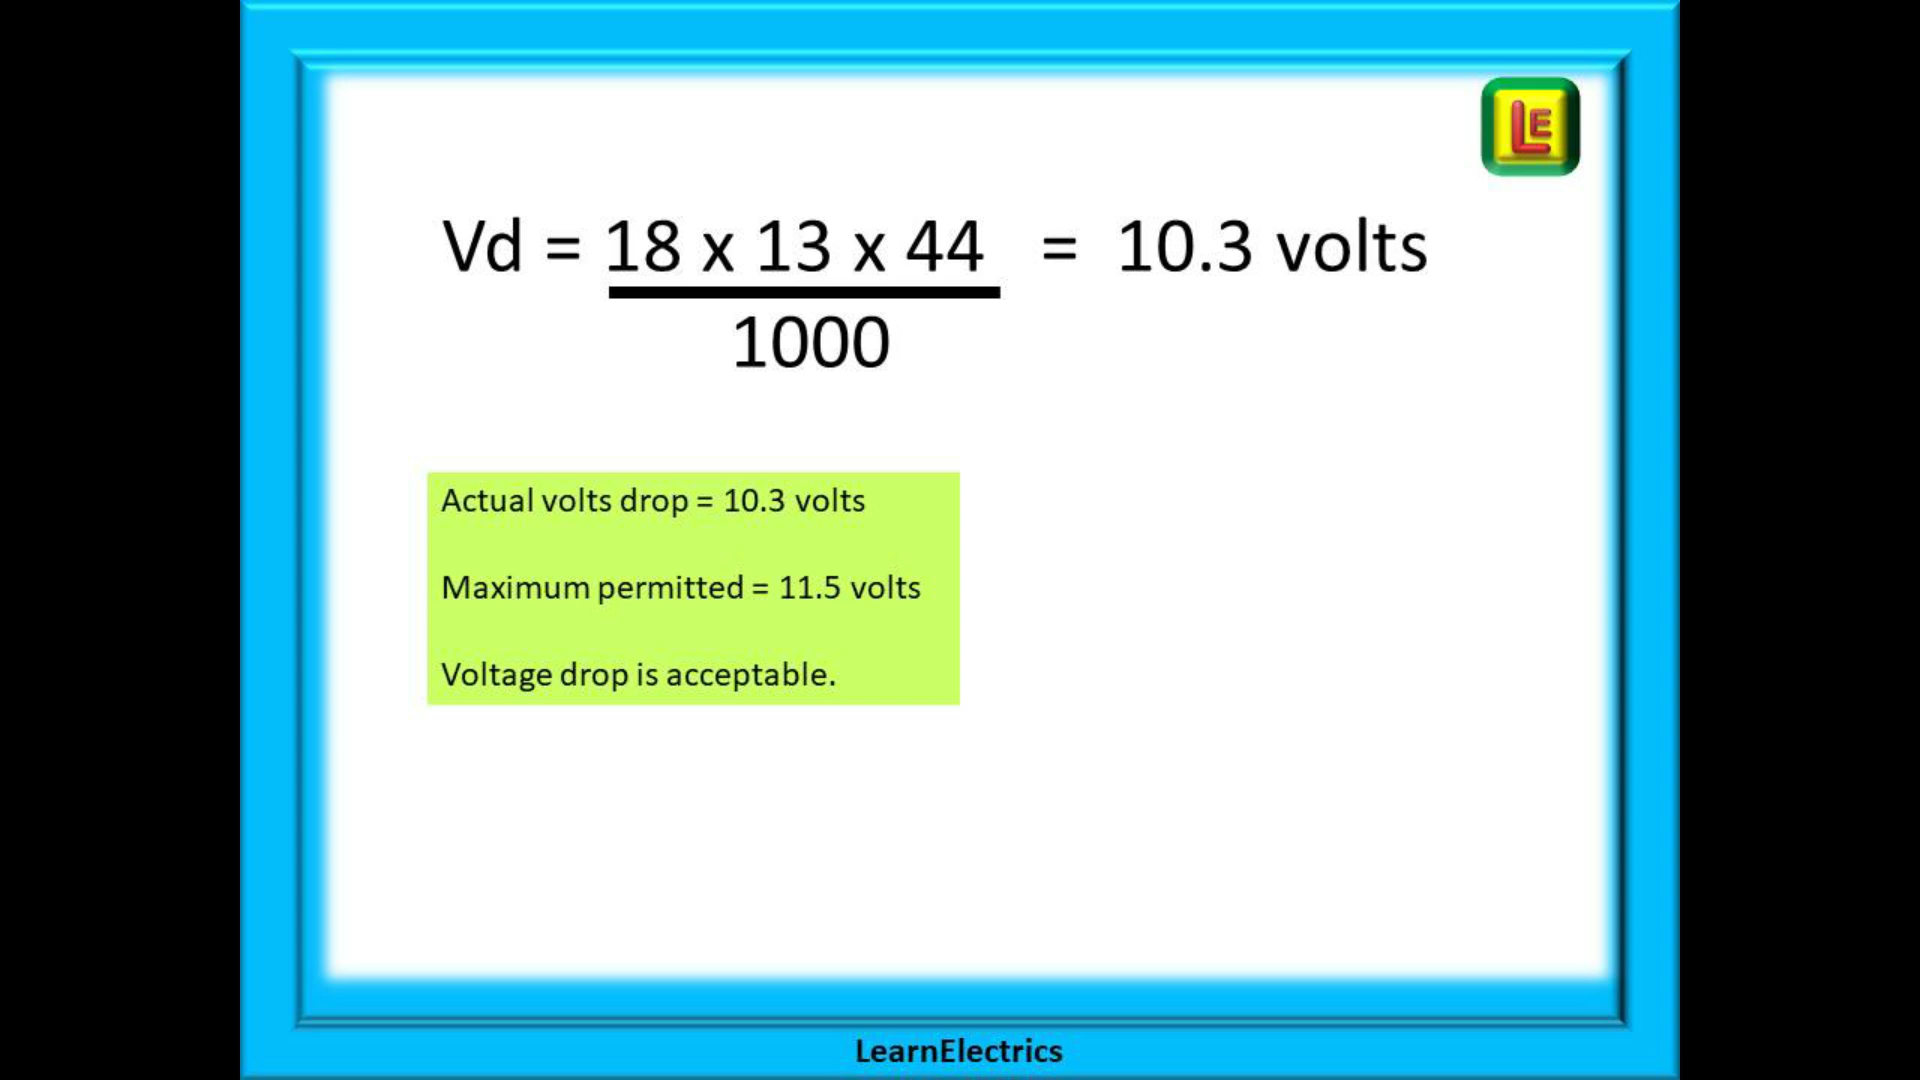 LE
Vd = 18 x 13 x 44 = 10.3 volts
1000
Actual volts drop = 10.3 volts
Maximum permitted = 11.5 volts
Voltage drop is acceptable.
LearnElectrics